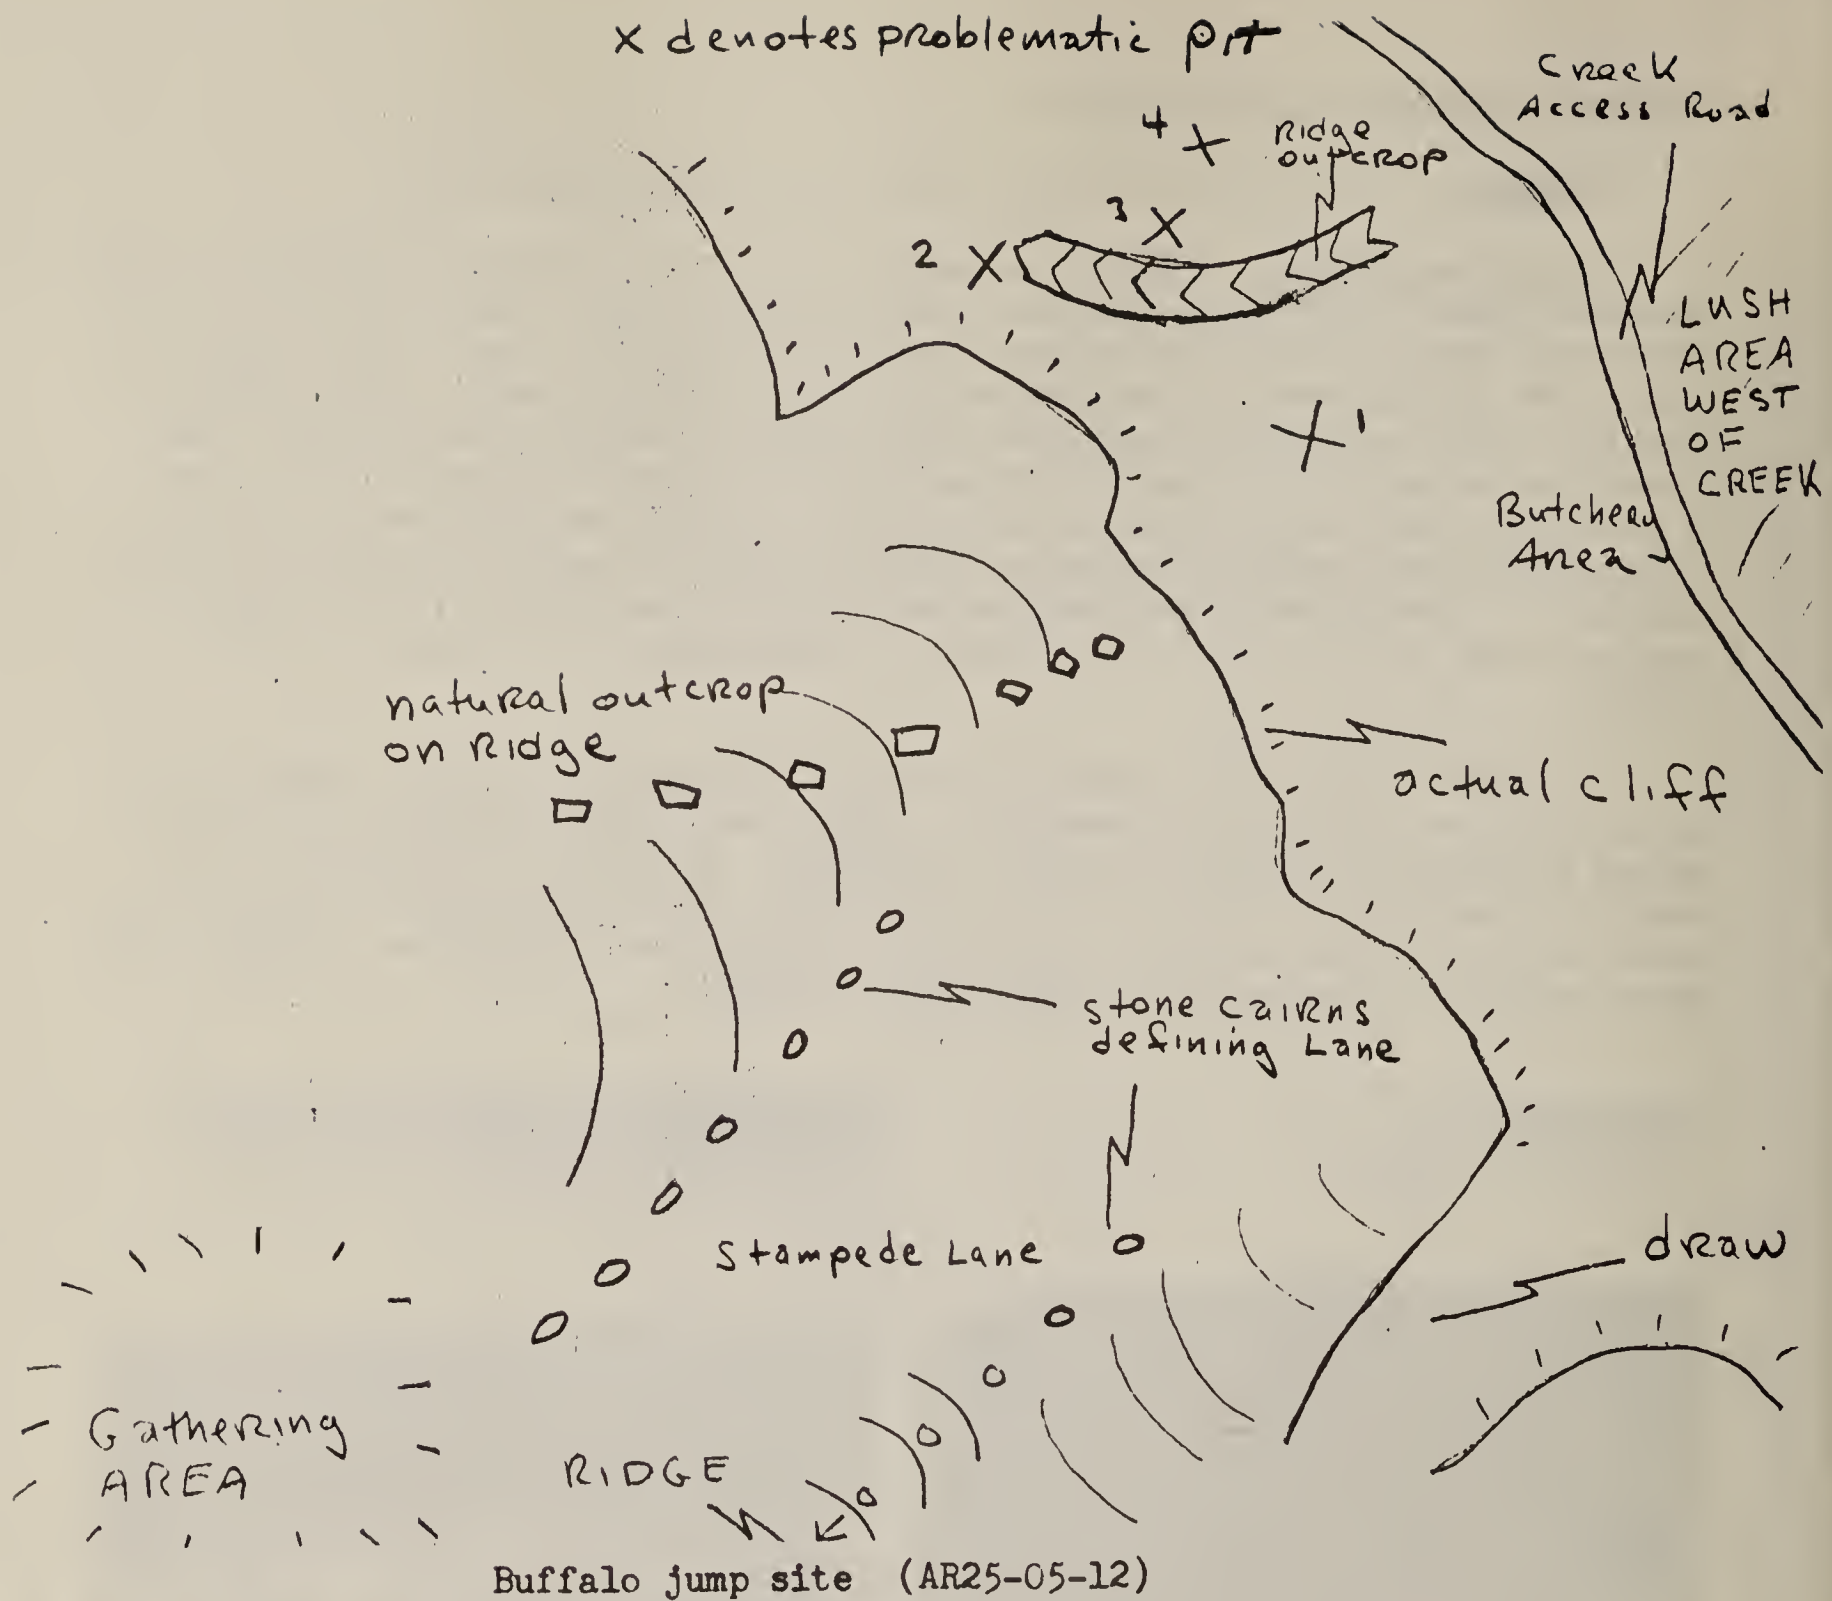 x denotes problematic pit
Creek
Access Road
4
Ridge
outcrop
3
2
LUSH
AREA
WEST
OF
CREEK
1
Butcher
Area
natural outcrop
on Ridge
actual cliff
stone cairns
defining Lane
Stampede Lane
draw
Gathering
AREA
RIDGE
Buffalo jump site (AR25-05-12)